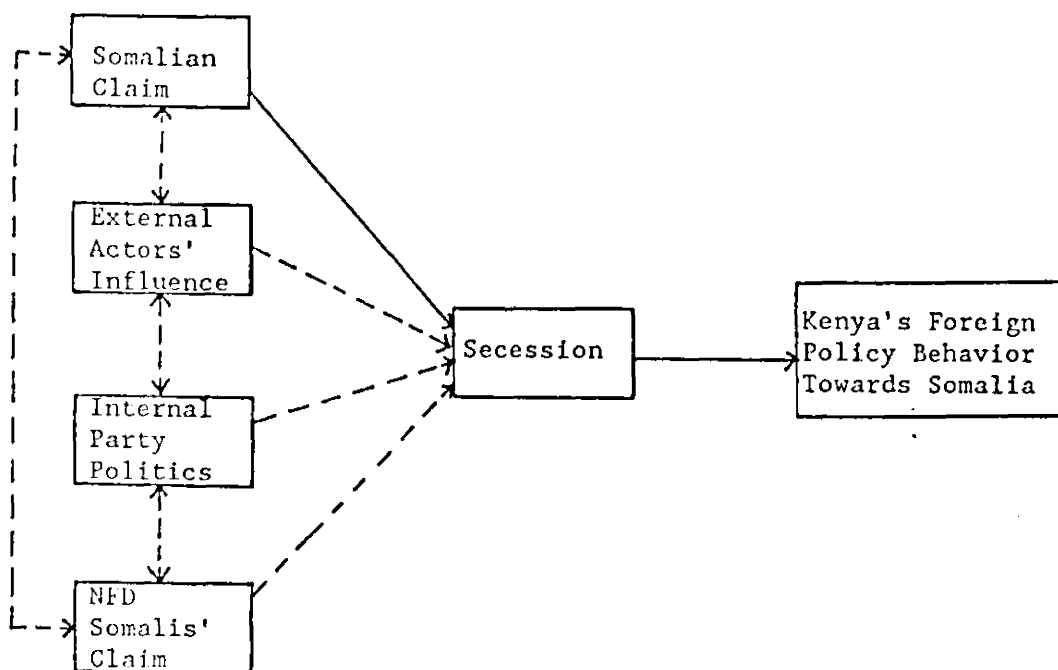 Somalian
Claim
External
Actors'
Influence
Internal
Party
Politics
NFD
Somalis'
Claim
Secession
Kenya's Foreign
Policy Behavior
Towards Somalia